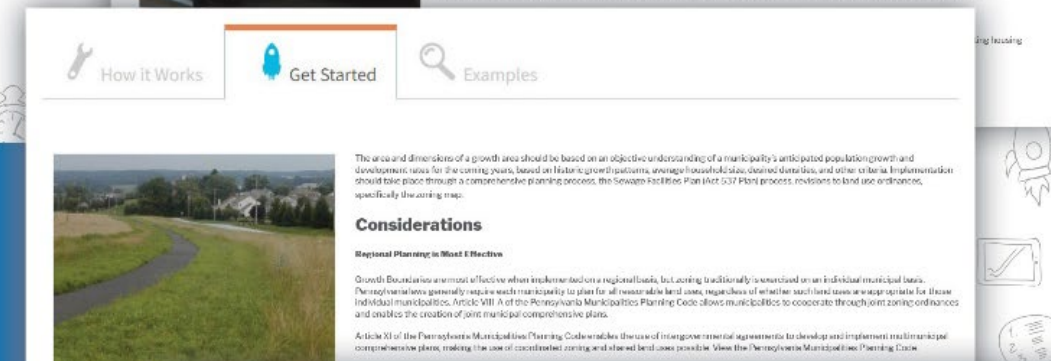 ing housing
How it Works
Get Started
Examples
The area and dimensions of a growth area should be based on an objective understanding of a municipality's anticipated population growth and
development rates for the coming years, based on historic growth patterns, average household size, desired densities, and other criteria. Implementation
should take place through a comprehensive planning process, the Sewage Facilities Plan (Act 537 Plan) process, revisions to land use ordinances,
specifically the zoning map.
Considerations
Regional Planning is Most Effective
Growth Boundaries are most effective when implemented on a regional basis, but zoning traditionally is exercised on an individual municipal basis.
Pennsylvania laws generally require each municipality to plan for all reasonable land uses, regardless of whether such land uses are appropriate for those
individual municipalities. Article VIII-A of the Pennsylvania Municipalities Planning Code allows municipalities to cooperate through joint zoning ordinances
and enables the creation of joint municipal comprehensive plans.
Article XI of the Pennsylvania Municipalities Planning Code enables the use of intergovernmental agreements to develop and implement multimunicipal
comprehensive plans, making the use of coordinated zoning and shared land uses possible. View the Pennsylvania Municipalities Planning Code